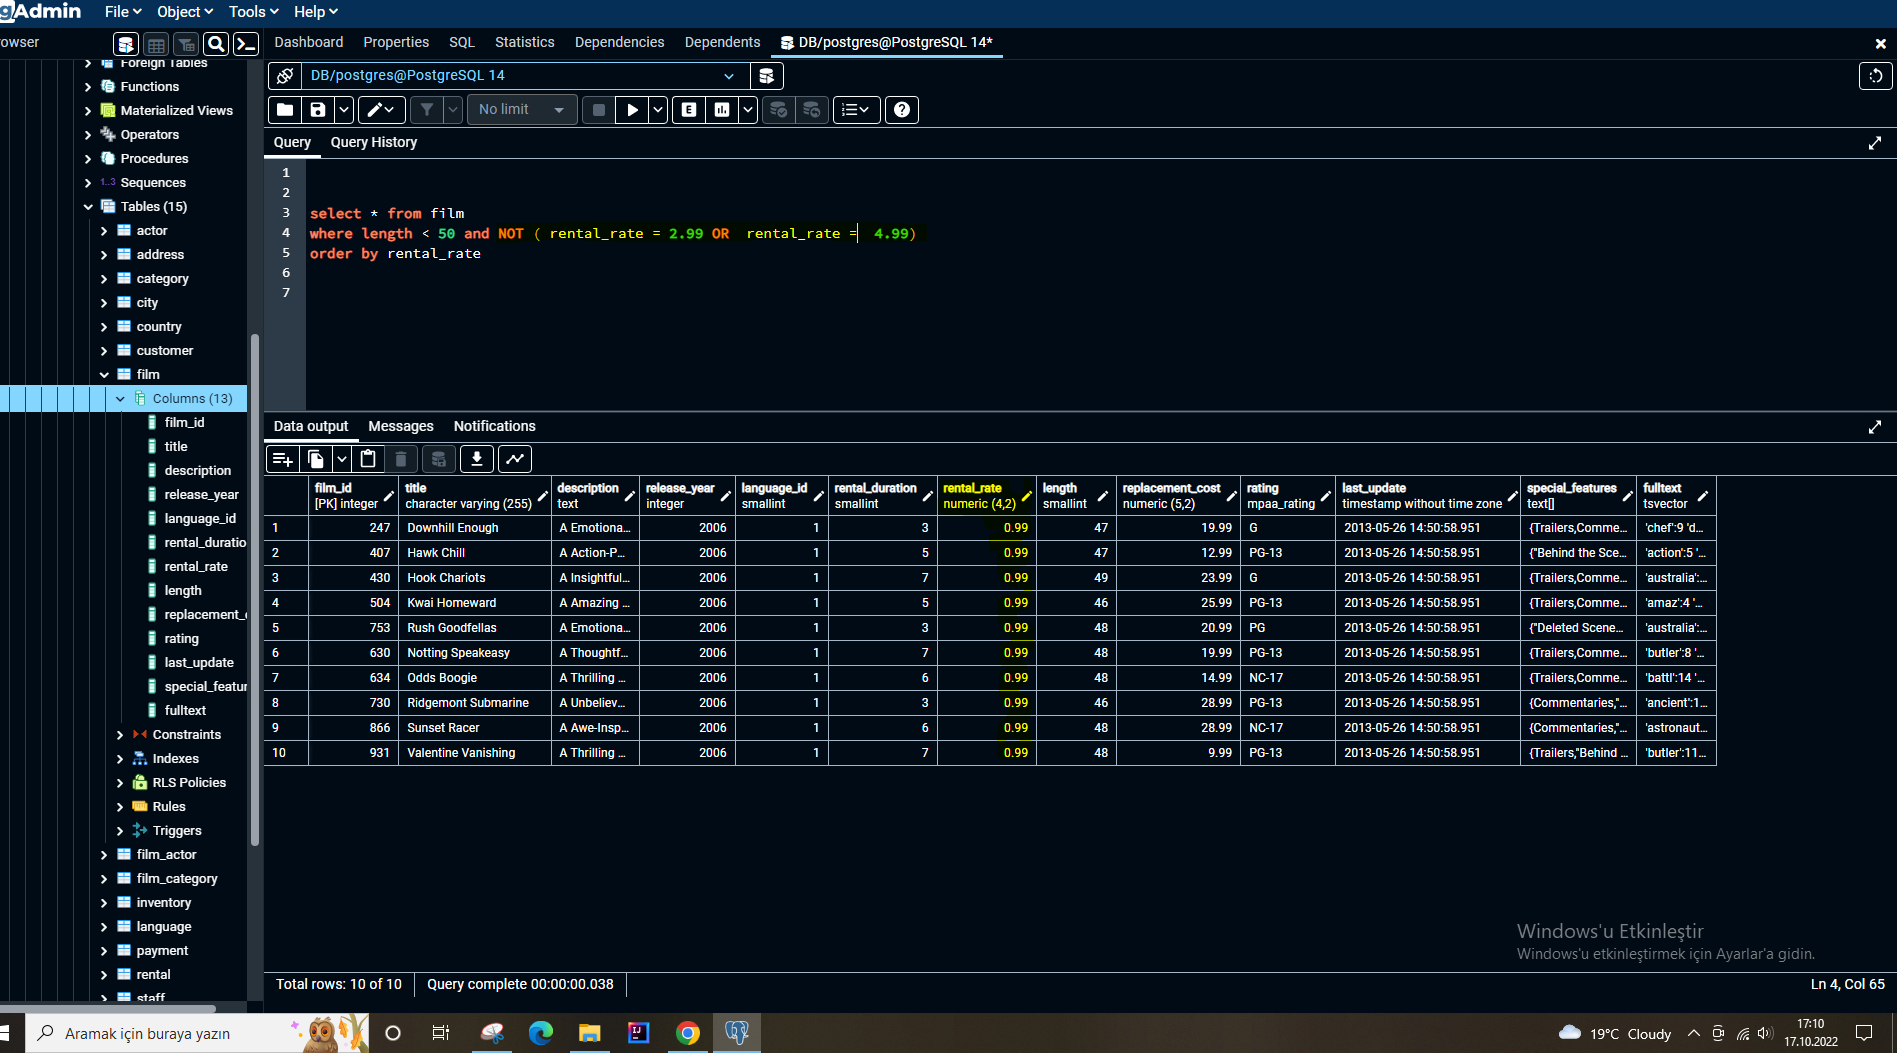 gAdmin File Object Tools Help
owser Dashboard Properties SQL Statistics Dependencies Dependents DB/postgres@PostgreSQL 14*
Foreign Tables
Functions
Materialized Views
Operators
Procedures
1..3 Sequences
Tables (15)
actor
address
category
city
country
customer
film
Columns (13)
film_id
title
description
release_year
language_id
rental_duratio
rental_rate
length
replacement_
rating
last_update
special_featur
fulltext
Constraints
Indexes
RLS Policies
Rules
Triggers
film_actor
film_category
inventory
language
payment
rental
staff
DB/postgres@PostgreSQL 14
No limit E
Query Query History
1
2
3 select * from film
4 where length < 50 and NOT ( rental_rate = 2.99 OR rental_rate = 4.99)
5 order by rental_rate
6
7
Data output Messages Notifications
film_id title description release_year language_id rental_duration rental_rate length replacement_cost rating last_update special_features fulltext
[PK] integer character varying (255) text integer smallint smallint numeric (4,2) smallint numeric (5,2) mpaa_rating timestamp without time zone text[] tsvector
1 247 Downhill Enough A Emotiona... 2006 1 3 0.99 47 19.99 G 2013-05-26 14:50:58.951 {Trailers,Comme... 'chef':9 'd...
2 407 Hawk Chill A Action-P... 2006 1 5 0.99 47 12.99 PG-13 2013-05-26 14:50:58.951 {"Behind the Sce... 'action':5 '...
3 430 Hook Chariots A Insightful... 2006 1 7 0.99 49 23.99 G 2013-05-26 14:50:58.951 {Trailers,Comme... 'australia':...
4 504 Kwai Homeward A Amazing ... 2006 1 5 0.99 46 25.99 PG-13 2013-05-26 14:50:58.951 {Trailers,Comme... 'amaz':4 '...
5 753 Rush Goodfellas A Emotiona... 2006 1 3 0.99 48 20.99 PG 2013-05-26 14:50:58.951 {"Deleted Scene... 'australia':...
6 630 Notting Speakeasy A Thoughtf... 2006 1 7 0.99 48 19.99 PG-13 2013-05-26 14:50:58.951 {Trailers,Comme... 'butler':8 '...
7 634 Odds Boogie A Thrilling ... 2006 1 6 0.99 48 14.99 NC-17 2013-05-26 14:50:58.951 {Trailers,Comme... 'battl':14 '...
8 730 Ridgemont Submarine A Unbeliev... 2006 1 3 0.99 46 28.99 PG-13 2013-05-26 14:50:58.951 {Commentaries,"... 'ancient':1...
9 866 Sunset Racer A Awe-Insp... 2006 1 6 0.99 48 28.99 NC-17 2013-05-26 14:50:58.951 {Commentaries,"... 'astronaut...
10 931 Valentine Vanishing A Thrilling ... 2006 1 7 0.99 48 9.99 PG-13 2013-05-26 14:50:58.951 {Trailers,"Behind ... 'butler':11...
Windows'u Etkinleştir
Windows'u etkinleştirmek için Ayarlar'a gidin.
Total rows: 10 of 10 Query complete 00:00:00.038 Ln 4, Col 65
Aramak için buraya yazın IJ 19°C Cloudy 17:10
17.10.2022